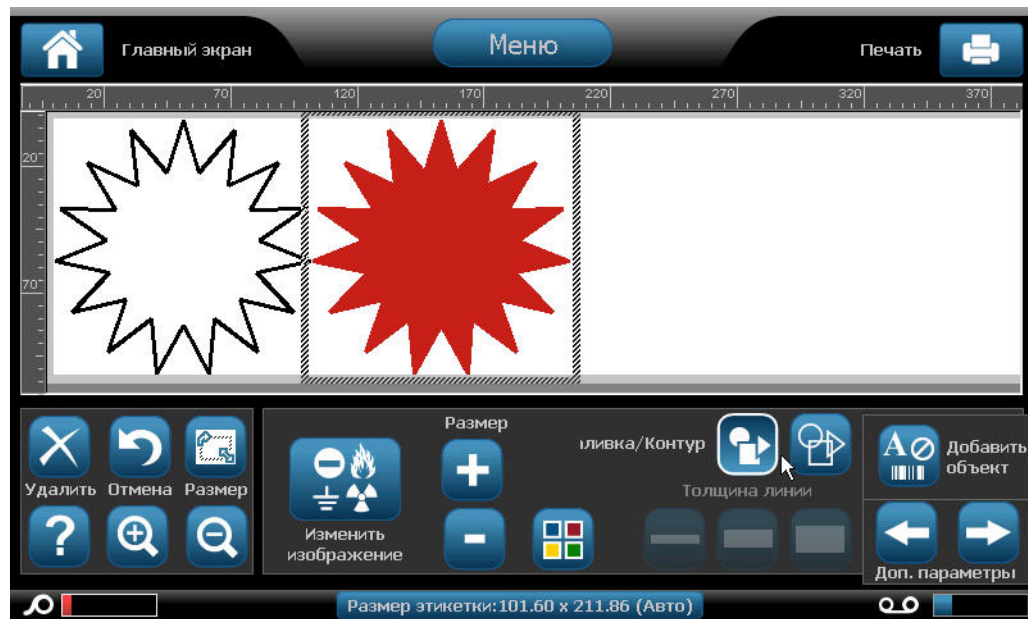 Главный экран
Меню
Печать
20 70 120 170 220 270 320 370
20
70
Размер
ıливка/Контур
Толщина линии
Удалить Отмена Размер
Изменить
изображение
A
Добавить
объект
?
Доп. параметры
Размер этикетки:101.60 x 211.86 (Авто)